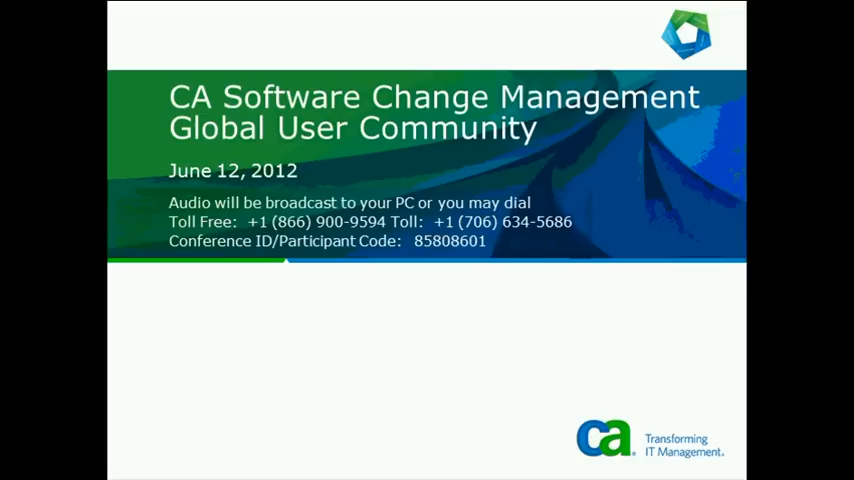 CA Software Change Management
Global User Community
June 12, 2012
Audio will be broadcast to your PC or you may dial
Toll Free: +1 (866) 900-9594 Toll: +1 (706) 634-5686
Conference ID/Participant Code: 85808601
ca
Transforming
IT Management.